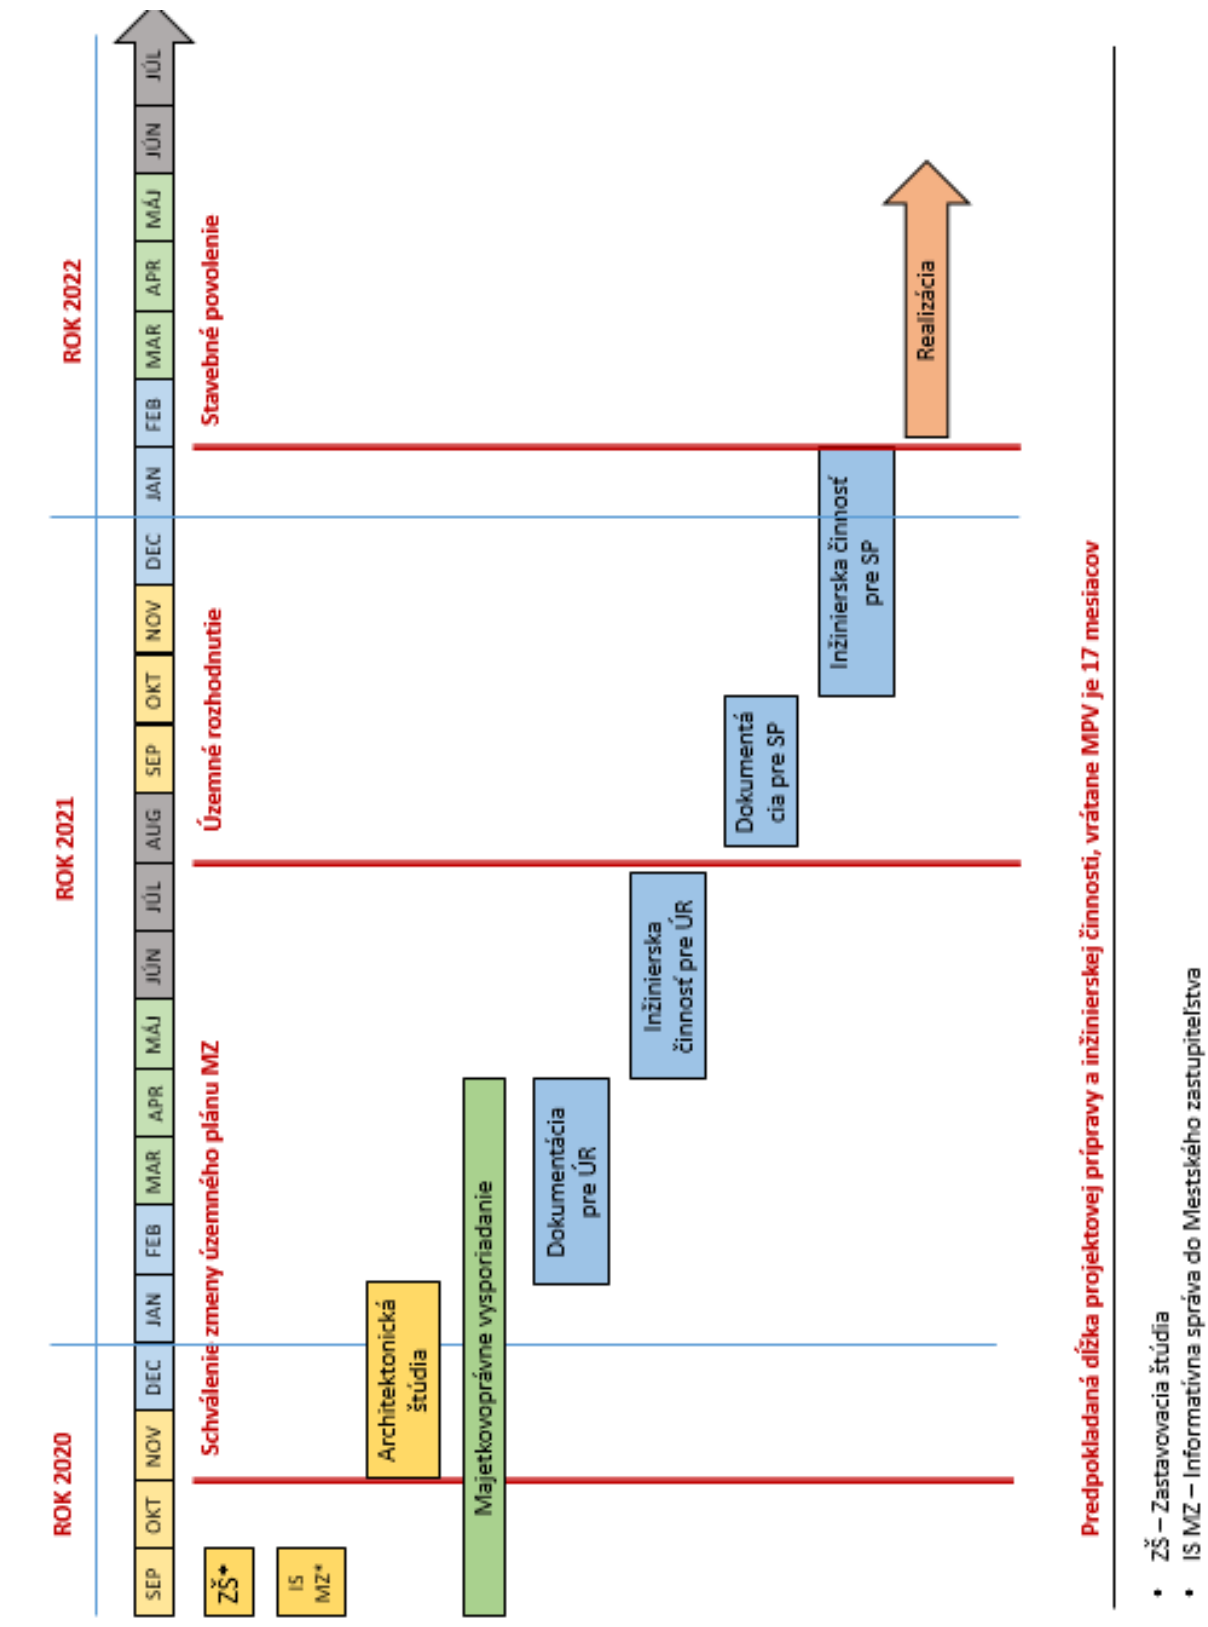 ROK 2020
ROK 2021
ROK 2022
SEP
OKT
NOV
DEC
JAN
FEB
MAR
APR
MÁJ
JÚN
JÚL
AUG
SEP
OKT
NOV
DEC
JAN
FEB
MAR
APR
MÁJ
JÚN
JÚL
Schválenie zmeny územného plánu MZ
Územné rozhodnutie
Stavebné povolenie
ZŠ*
IS
MZ*
Architektonická
štúdia
Majetkovoprávne vysporiadanie
Dokumentácia
pre ÚR
Inžinierska
činnosť pre ÚR
Dokumentá
cia pre SP
Inžinierska činnosť
pre SP
Realizácia
Predpokladaná dĺžka projektovej prípravy a inžinierskej činnosti, vrátane MPV je 17 mesiacov
• ZŠ – Zastavovacia štúdia
• IS MZ – Informatívna správa do Mestského zastupiteľstva